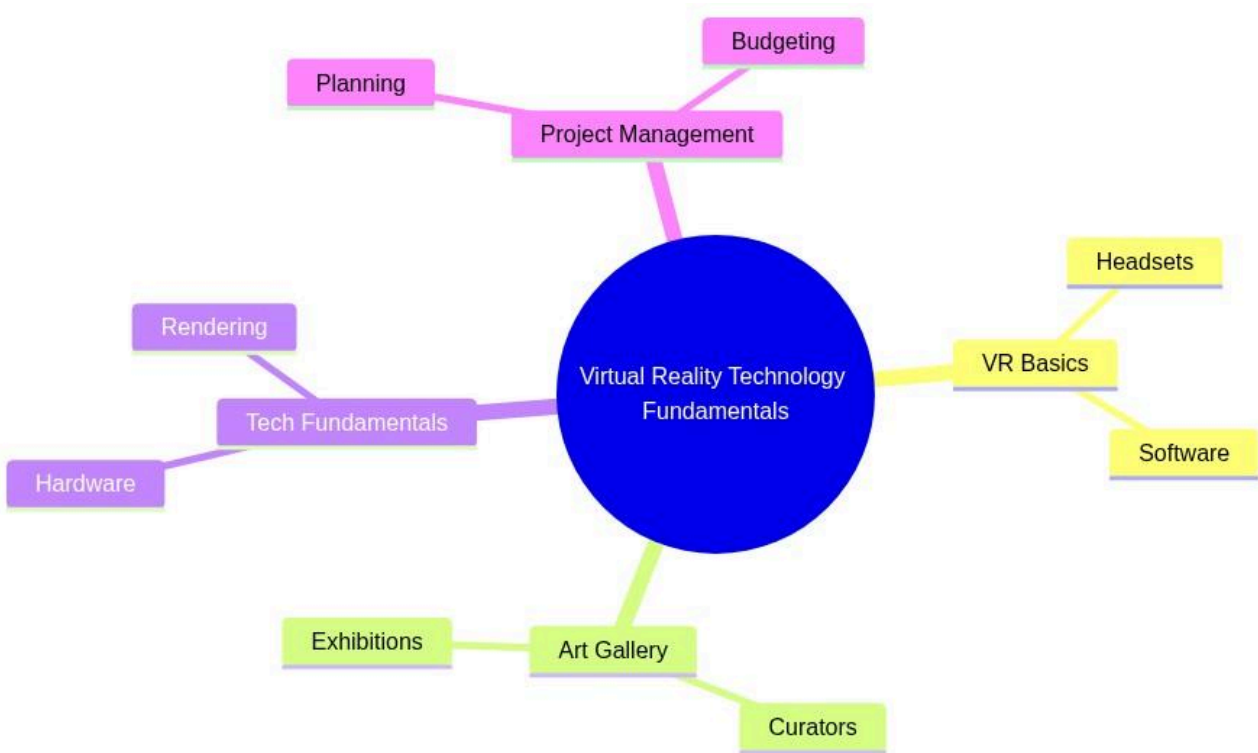 Budgeting
Planning
Project Management
Headsets
Rendering
VR Basics
Virtual Reality Technology
Fundamentals
Tech Fundamentals
Software
Hardware
Exhibitions
Art Gallery
Curators